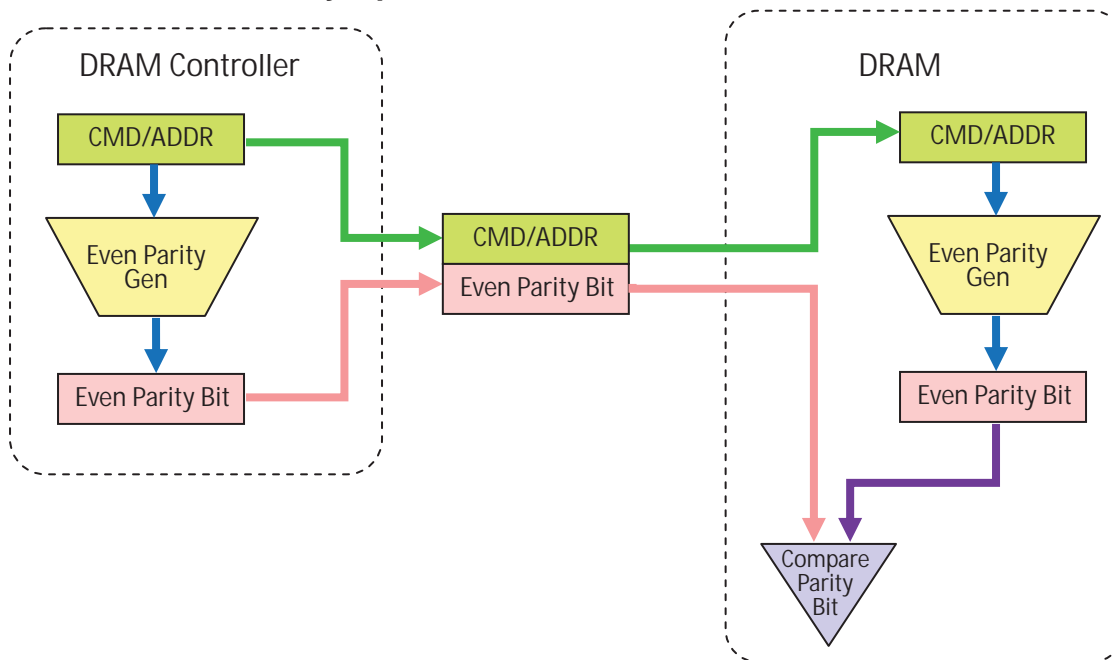 DRAM Controller
CMD/ADDR
Even Parity
Gen
Even Parity Bit
CMD/ADDR
Even Parity Bit
DRAM
CMD/ADDR
Even Parity
Gen
Even Parity Bit
Compare
Parity
Bit